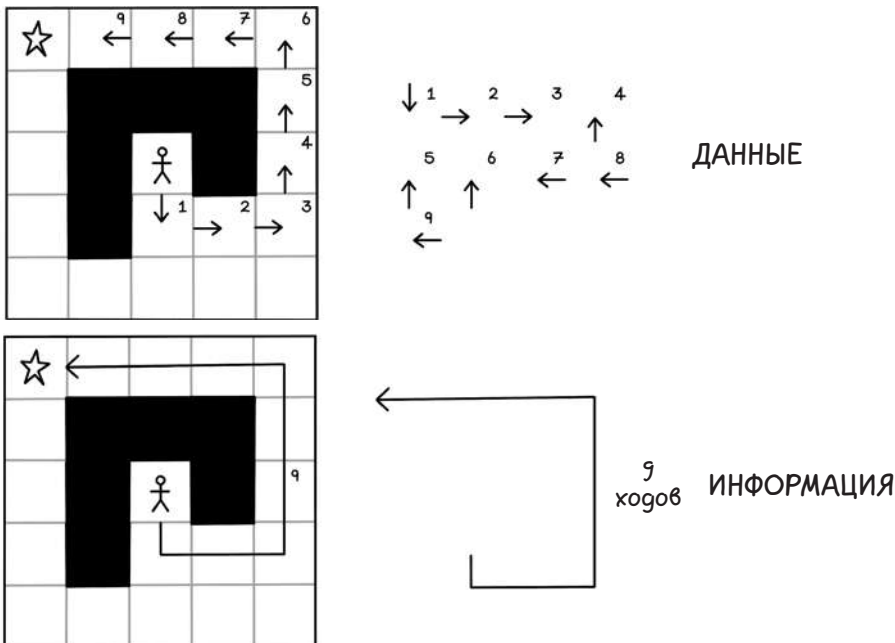 9 8 7 6
5
4
1 2 3
1 2 3 4
5 6 7 8
9
ДАННЫЕ
9
9
ходов
ИНФОРМАЦИЯ